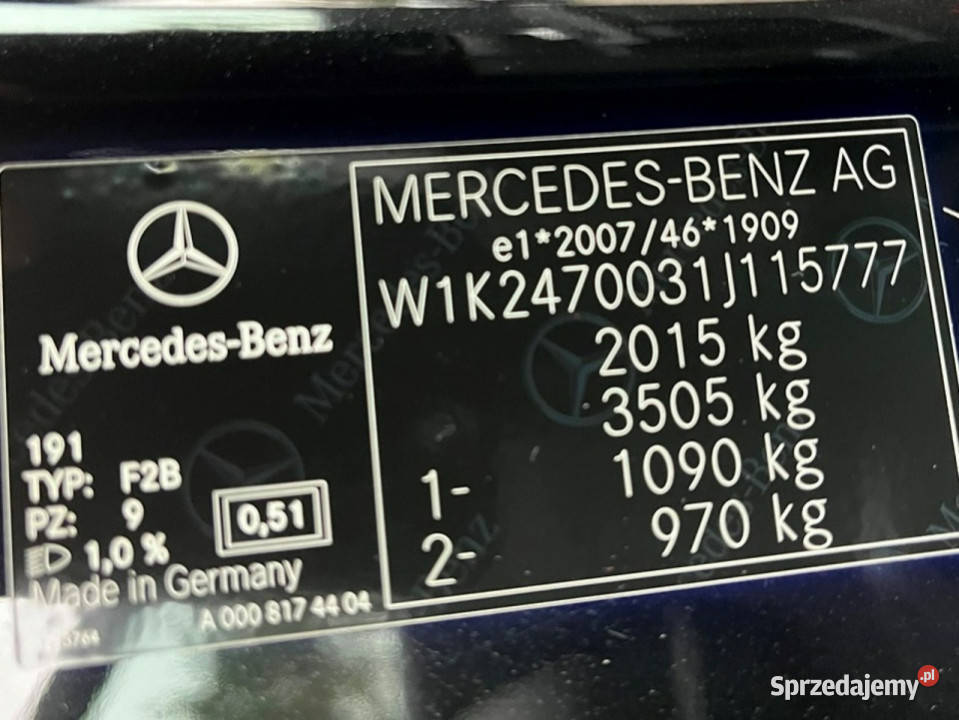 MERCEDES-BENZ AG
e1*2007/46*1909
W1K2470031J115777
2015 kg
3505 kg
1- 1090 kg
2- 970 kg
Mercedes-Benz
191
TYP: F2B
PZ: 9
0,51
1,0 %
Made in Germany
A 000 817 44 04
Sprzedajemy.pl